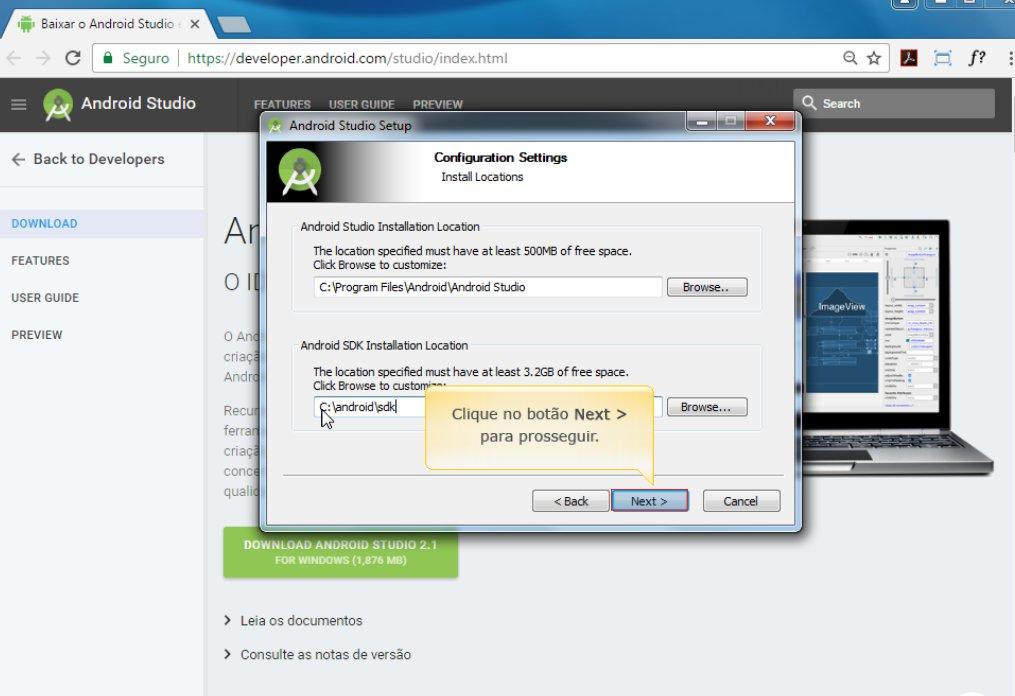 Baixar o Android Studio e
Seguro
https://developer.android.com/studio/index.html
f?
Android Studio
FEATURES
USER GUIDE
PREVIEW
Search
Back to Developers
DOWNLOAD
FEATURES
USER GUIDE
PREVIEW
An
O ID
O And
criaçã
Andro
Recur
ferran
criaçã
conce
qualid
Android Studio Setup
Configuration Settings
Install Locations
Android Studio Installation Location
The location specified must have at least 500MB of free space.
Click Browse to customize:
C:\Program Files\Android\Android Studio
Browse..
Android SDK Installation Location
The location specified must have at least 3.2GB of free space.
Click Browse to customize:
C:\android\sdk
Browse...
Clique no botão Next >
para prosseguir.
< Back
Next >
Cancel
ImageView
DOWNLOAD ANDROID STUDIO 2.1
FOR WINDOWS (1,876 MB)
Leia os documentos
Consulte as notas de versão